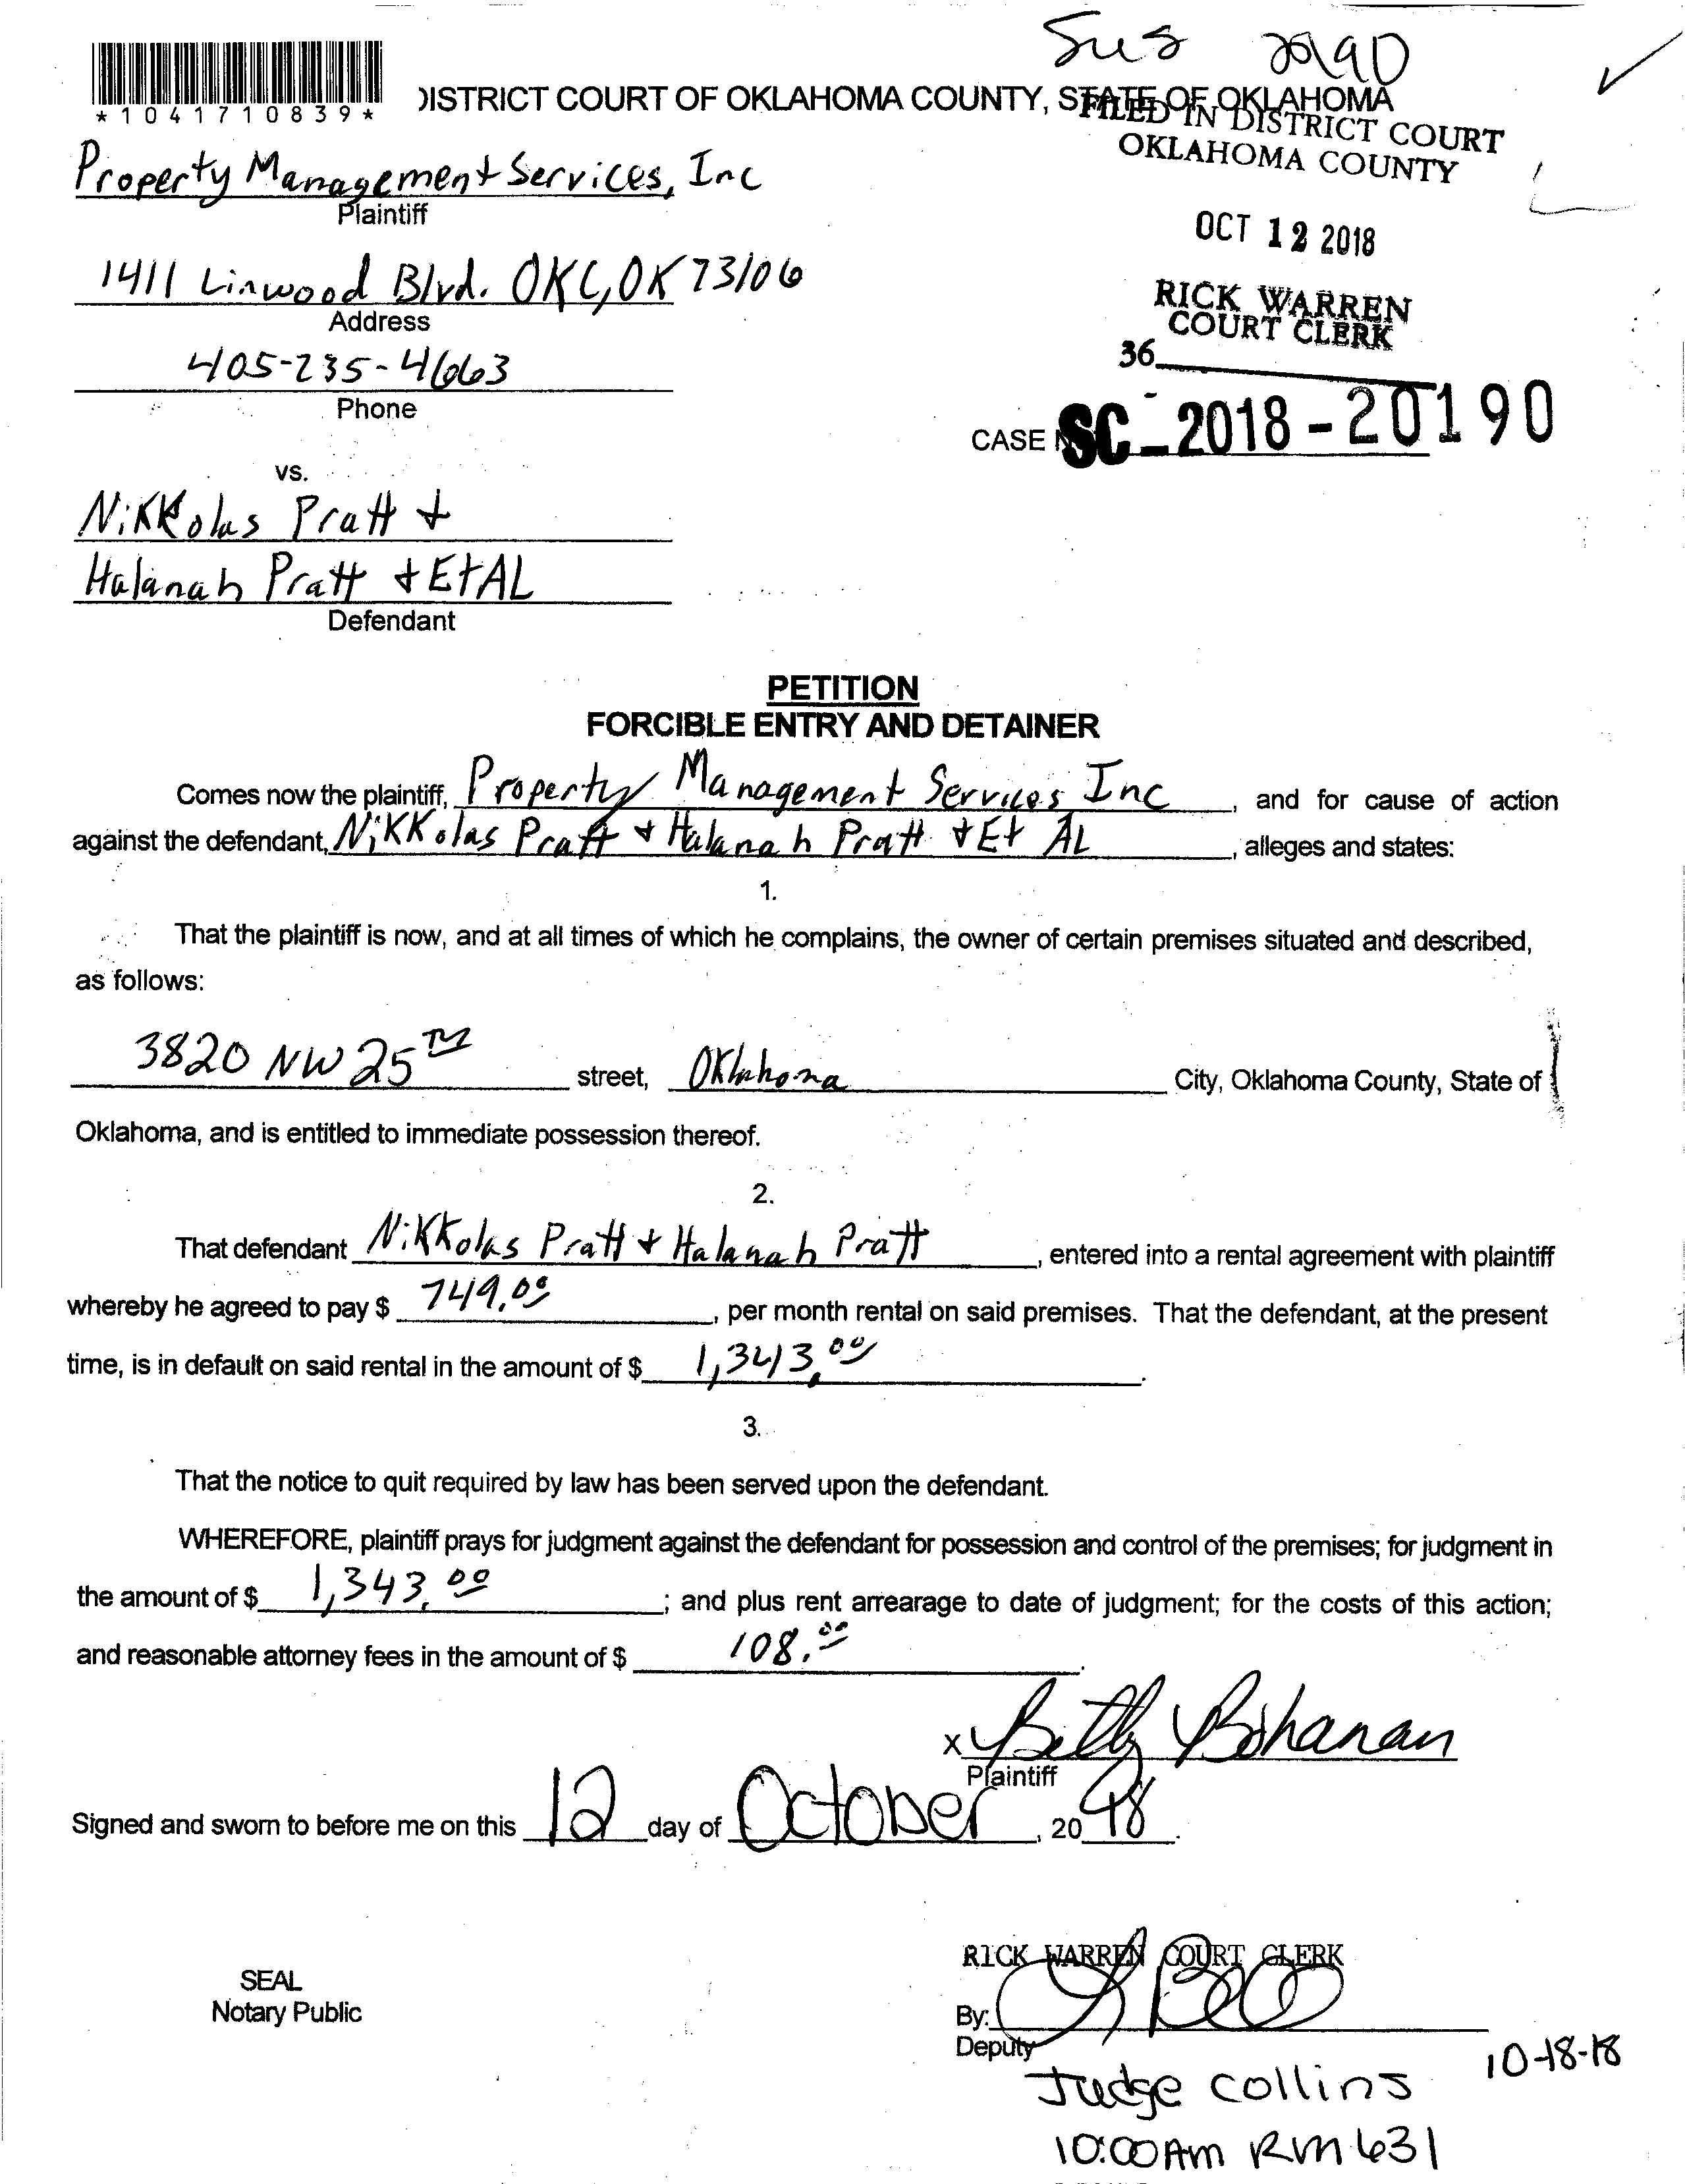 Sus 20190
*1041710839*
DISTRICT COURT OF OKLAHOMA COUNTY, STATE OF OKLAHOMA
FILED IN DISTRICT COURT
OKLAHOMA COUNTY
Property Management Services, Inc
Plaintiff
OCT 12 2018
1411 Linwood Blvd. OKC, OK 73106
Address
RICK WARREN
COURT CLERK
405-235-4663
Phone
36
CASE SC-2018-20190
vs.
Nikkolas Pratt +
Halanah Pratt + Et AL
Defendant
PETITION
FORCIBLE ENTRY AND DETAINER
Comes now the plaintiff, Property Management Services Inc, and for cause of action
against the defendant, Nikkolas Pratt + Halanah Pratt + Et AL, alleges and states:
1.
That the plaintiff is now, and at all times of which he complains, the owner of certain premises situated and described,
as follows:
3820 NW 25TH street, Oklahoma City, Oklahoma County, State of
Oklahoma, and is entitled to immediate possession thereof.
2.
That defendant Nikkolas Pratt + Halanah Pratt, entered into a rental agreement with plaintiff
whereby he agreed to pay $ 749.00, per month rental on said premises. That the defendant, at the present
time, is in default on said rental in the amount of $ 1,343.00.
3.
That the notice to quit required by law has been served upon the defendant.
WHEREFORE, plaintiff prays for judgment against the defendant for possession and control of the premises; for judgment in
the amount of $ 1,343.00; and plus rent arrearage to date of judgment; for the costs of this action;
and reasonable attorney fees in the amount of $ 108.00.
X Betty Bohanan
Plaintiff
Signed and sworn to before me on this 12 day of October, 2018.
RICK WARREN COURT CLERK
SEAL
Notary Public
By:
Deputy
10-18-18
Judge Collins
10:00 Am Rm 631